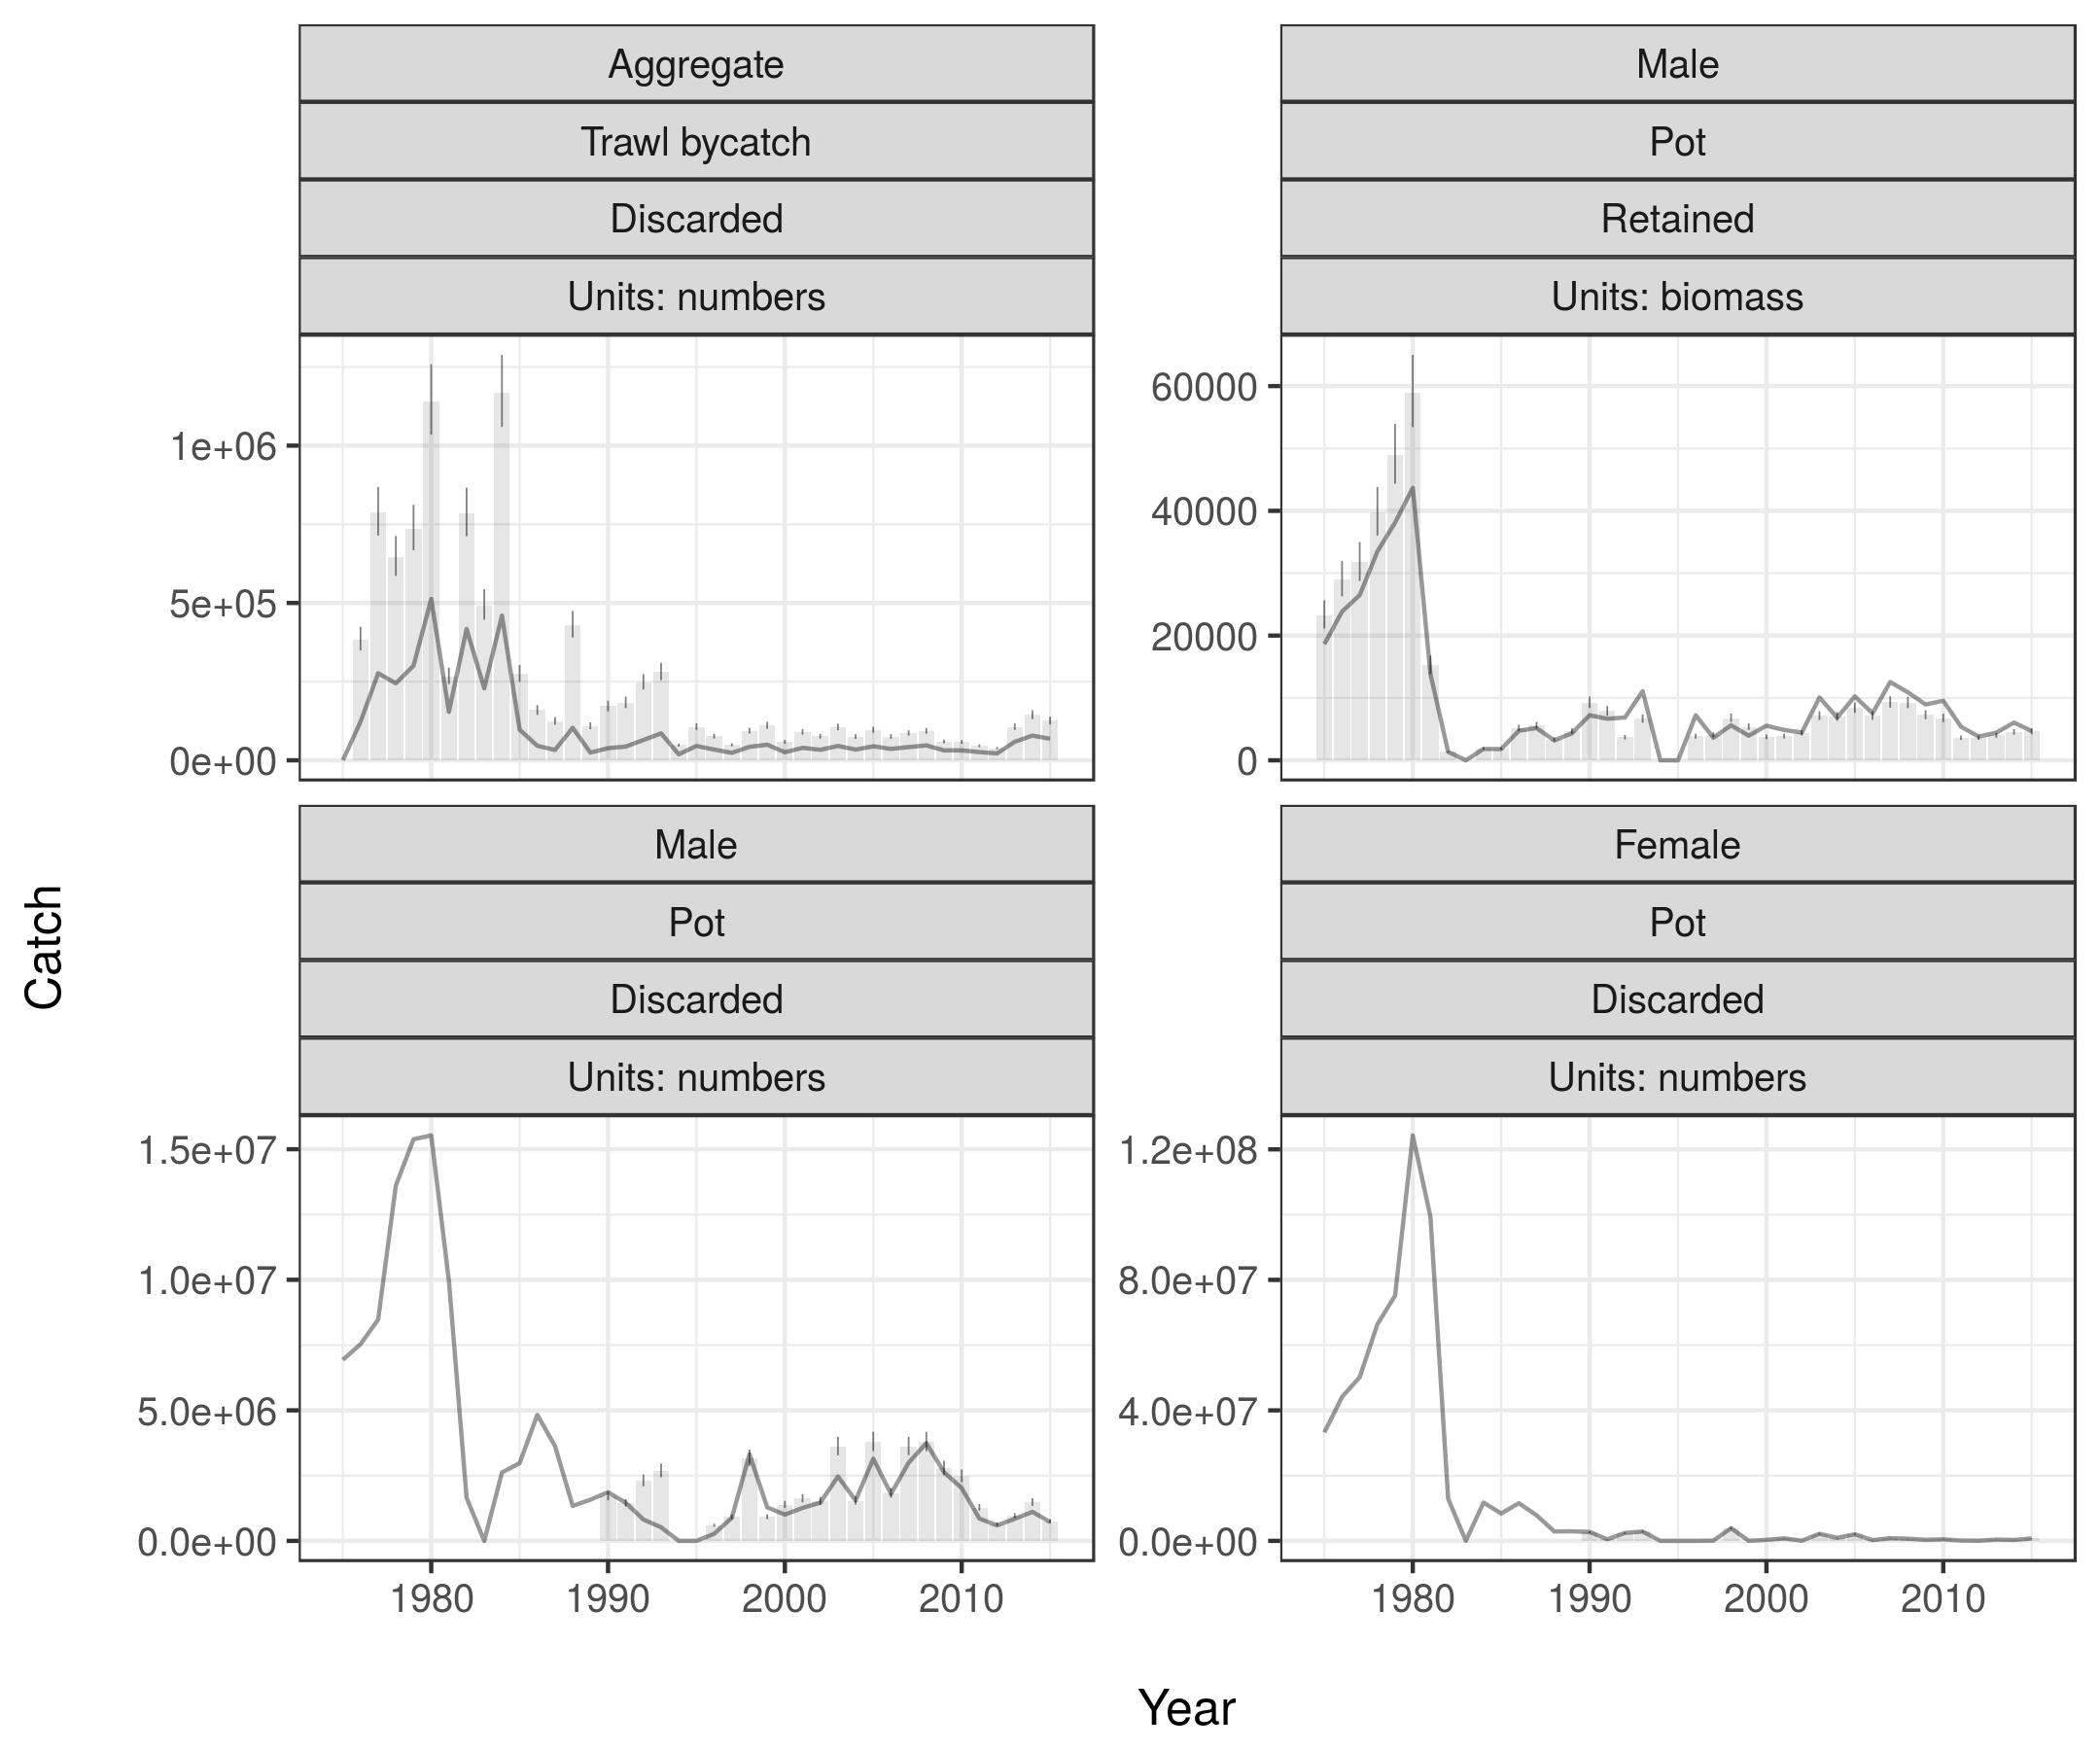 Aggregate
Trawl bycatch
Discarded
Units: numbers
1e+06
5e+05
0e+00
Male
Pot
Retained
Units: biomass
60000
40000
20000
0
Male
Pot
Discarded
Units: numbers
1.5e+07
1.0e+07
5.0e+06
0.0e+00
1980 1990 2000 2010
Female
Pot
Discarded
Units: numbers
1.2e+08
8.0e+07
4.0e+07
0.0e+00
1980 1990 2000 2010
Catch
Year